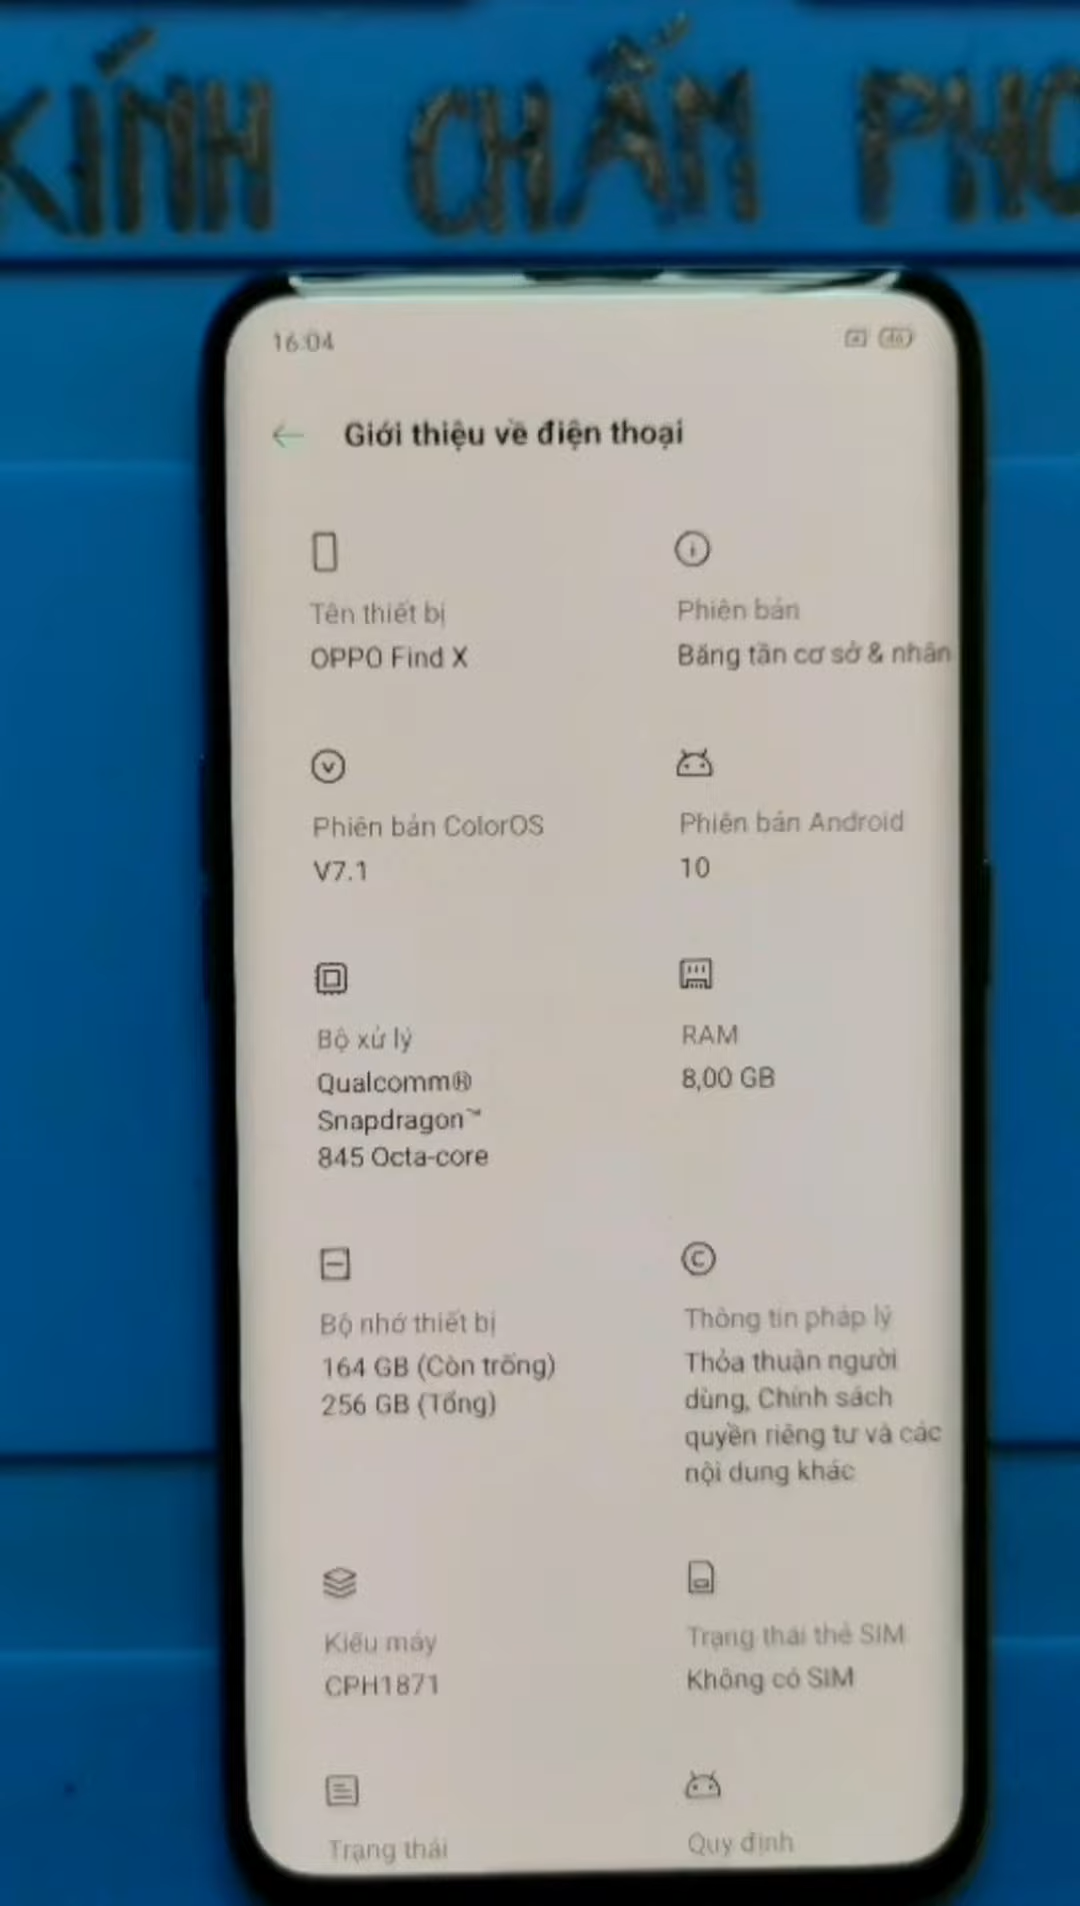 KÍNH CHẤM PHO
16:04
46
Giới thiệu về điện thoại
Tên thiết bị
OPPO Find X
Phiên bản
Băng tần cơ sở & nhân
Phiên bản ColorOS
V7.1
Phiên bản Android
10
Bộ xử lý
Qualcomm®
Snapdragon™
845 Octa-core
RAM
8,00 GB
Bộ nhớ thiết bị
164 GB (Còn trống)
256 GB (Tổng)
Thông tin pháp lý
Thỏa thuận người
dùng, Chính sách
quyền riêng tư và các
nội dung khác
Kiểu máy
CPH1871
Trạng thái thẻ SIM
Không có SIM
Trạng thái
Quy định